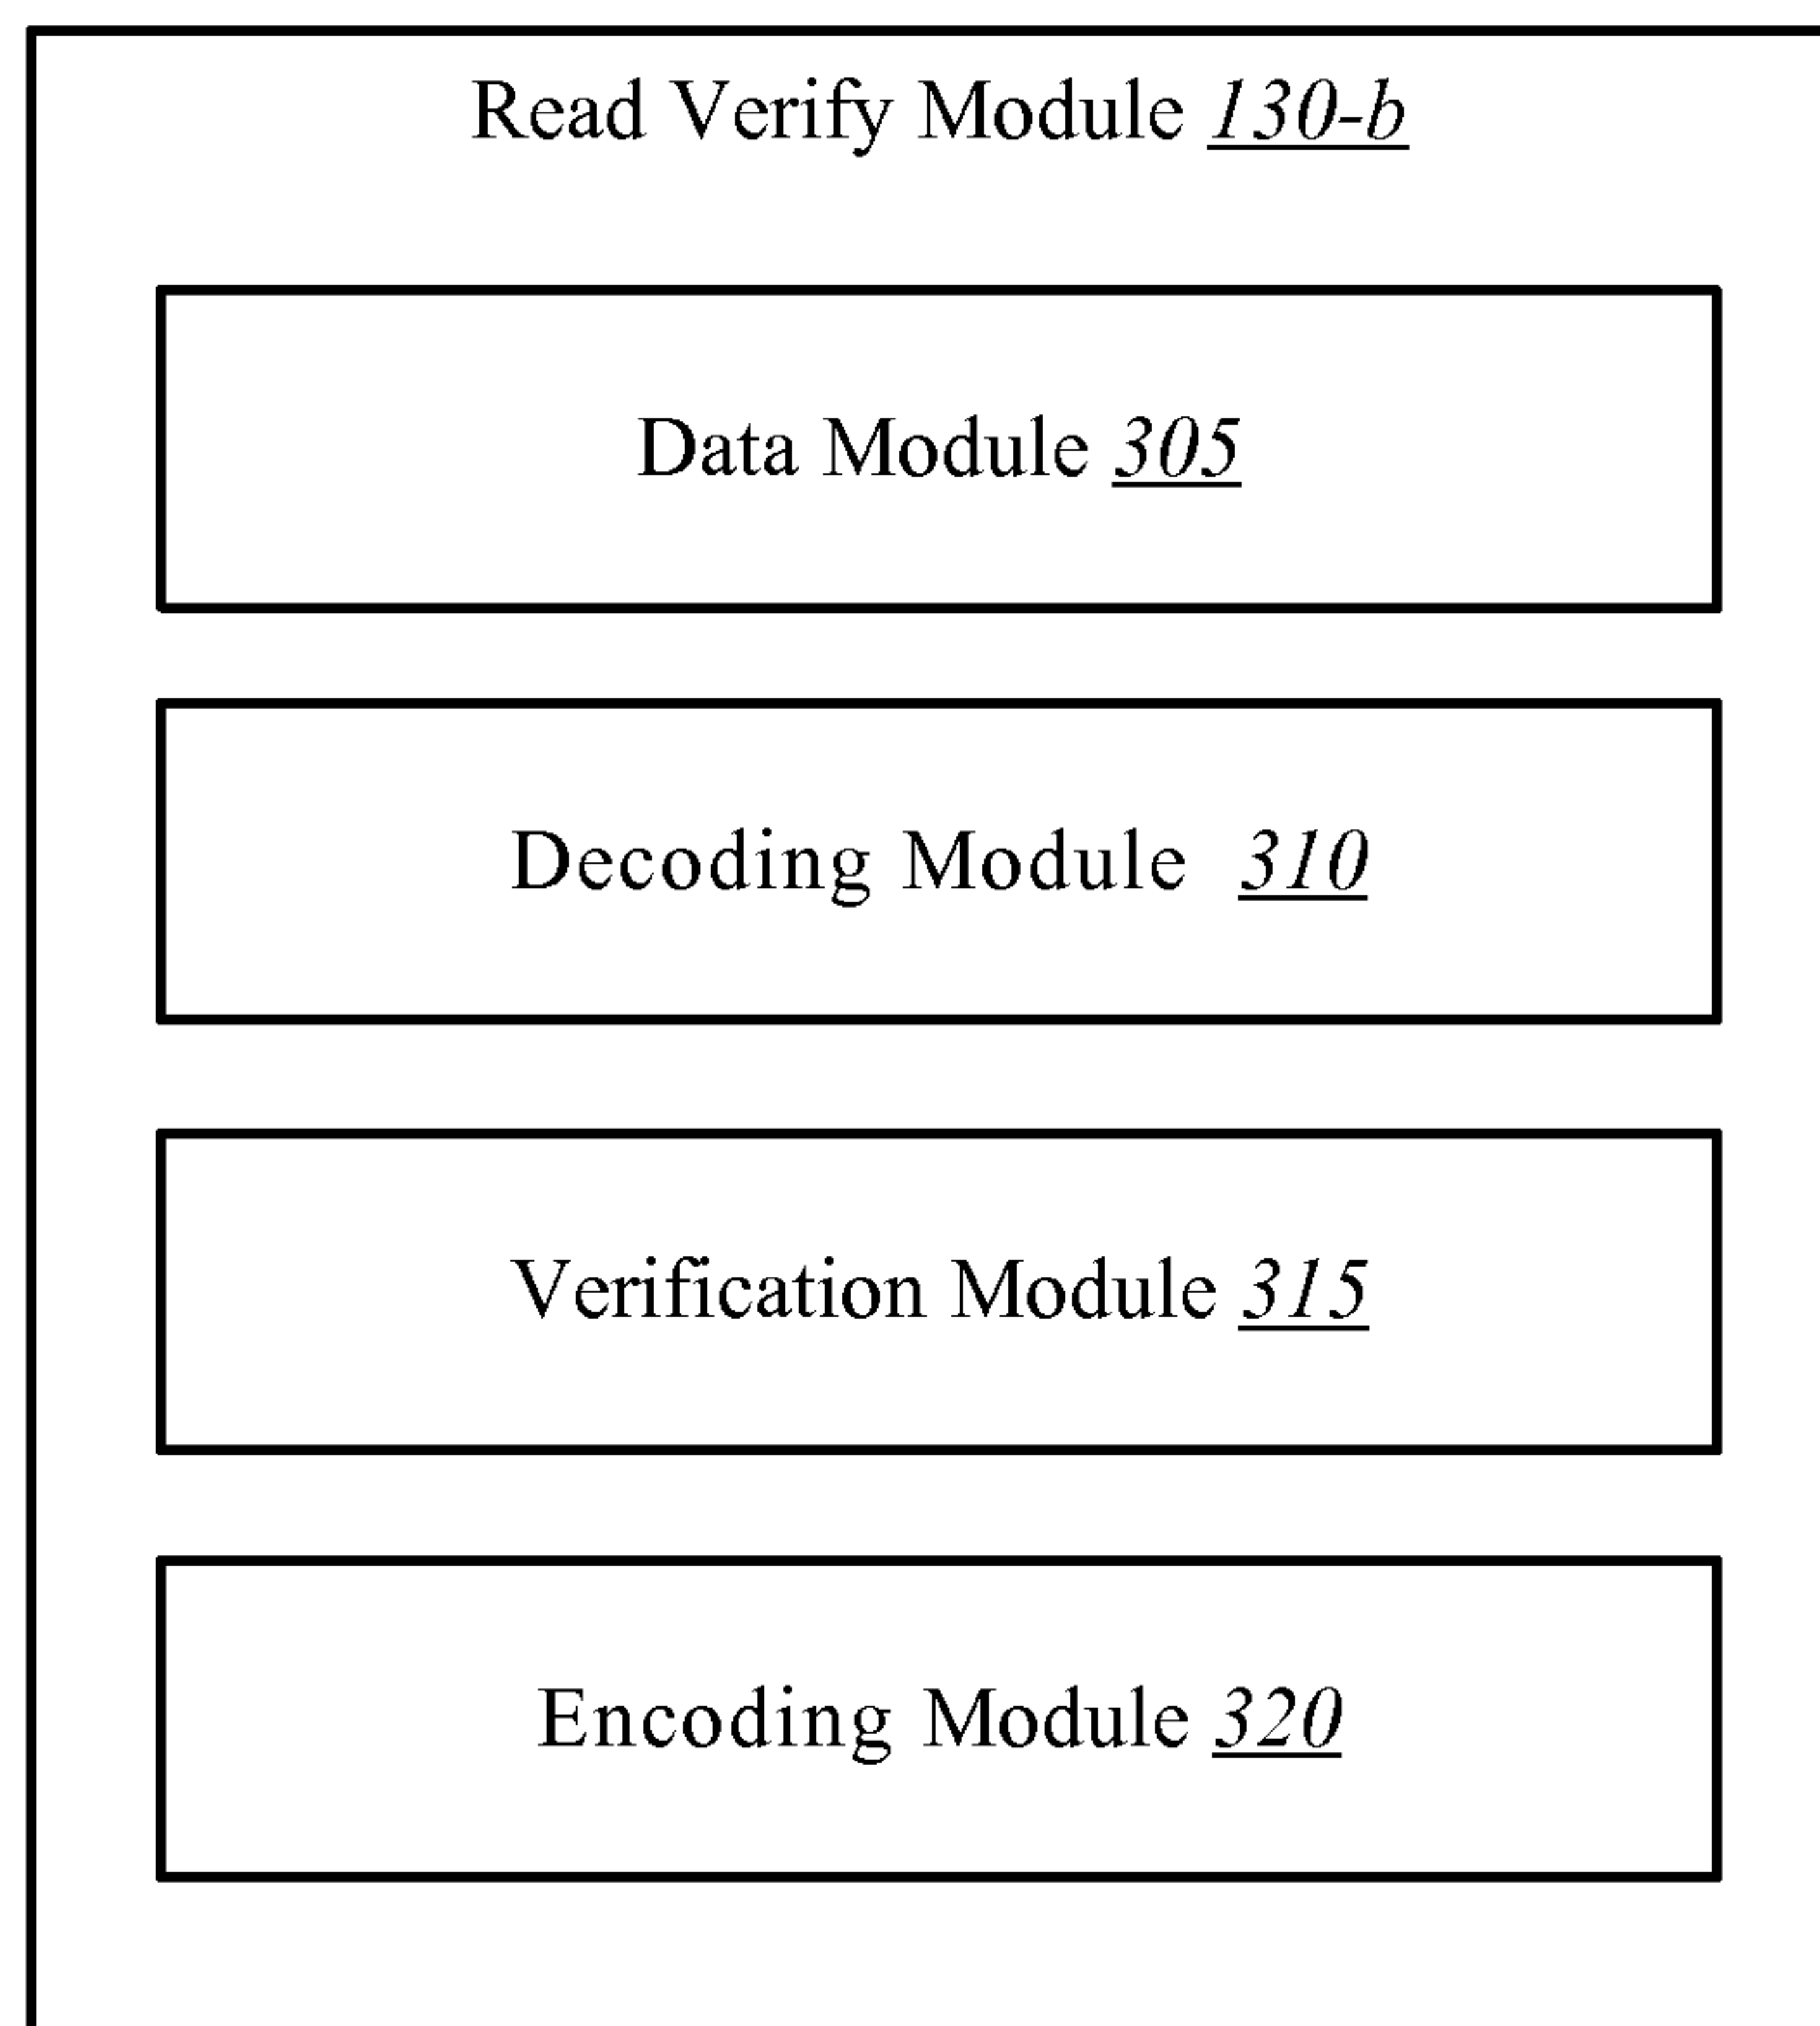 Read Verify Module 130-b
Data Module 305
Decoding Module 310
Verification Module 315
Encoding Module 320